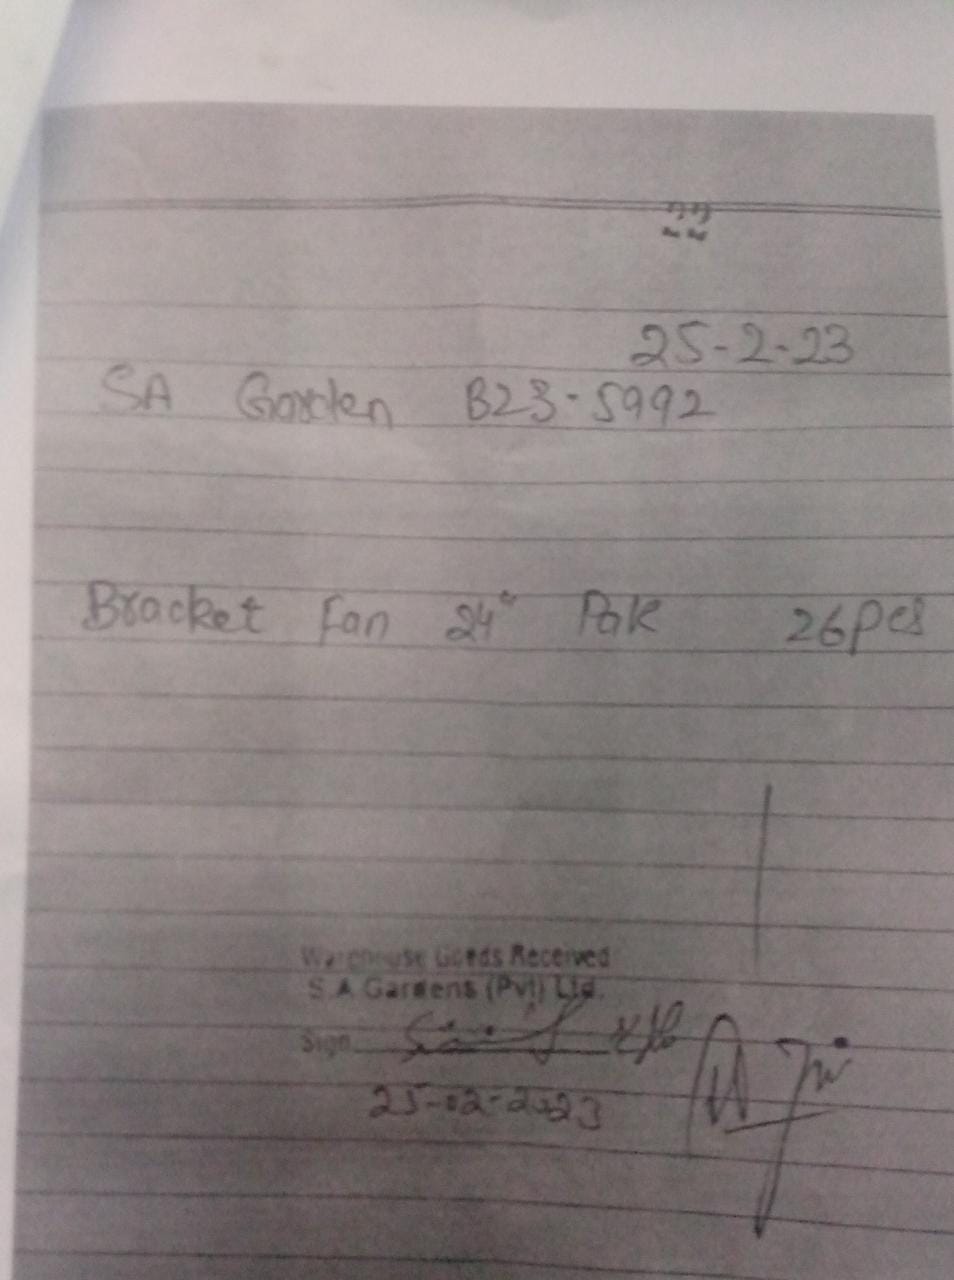 25-2-23
SA Garden B23-5992
Bracket Fan 24" Pak 26pcs
Warehouse Goods Received
S.A Gardens (Pvt) Ltd.
Sign
25-02-2023